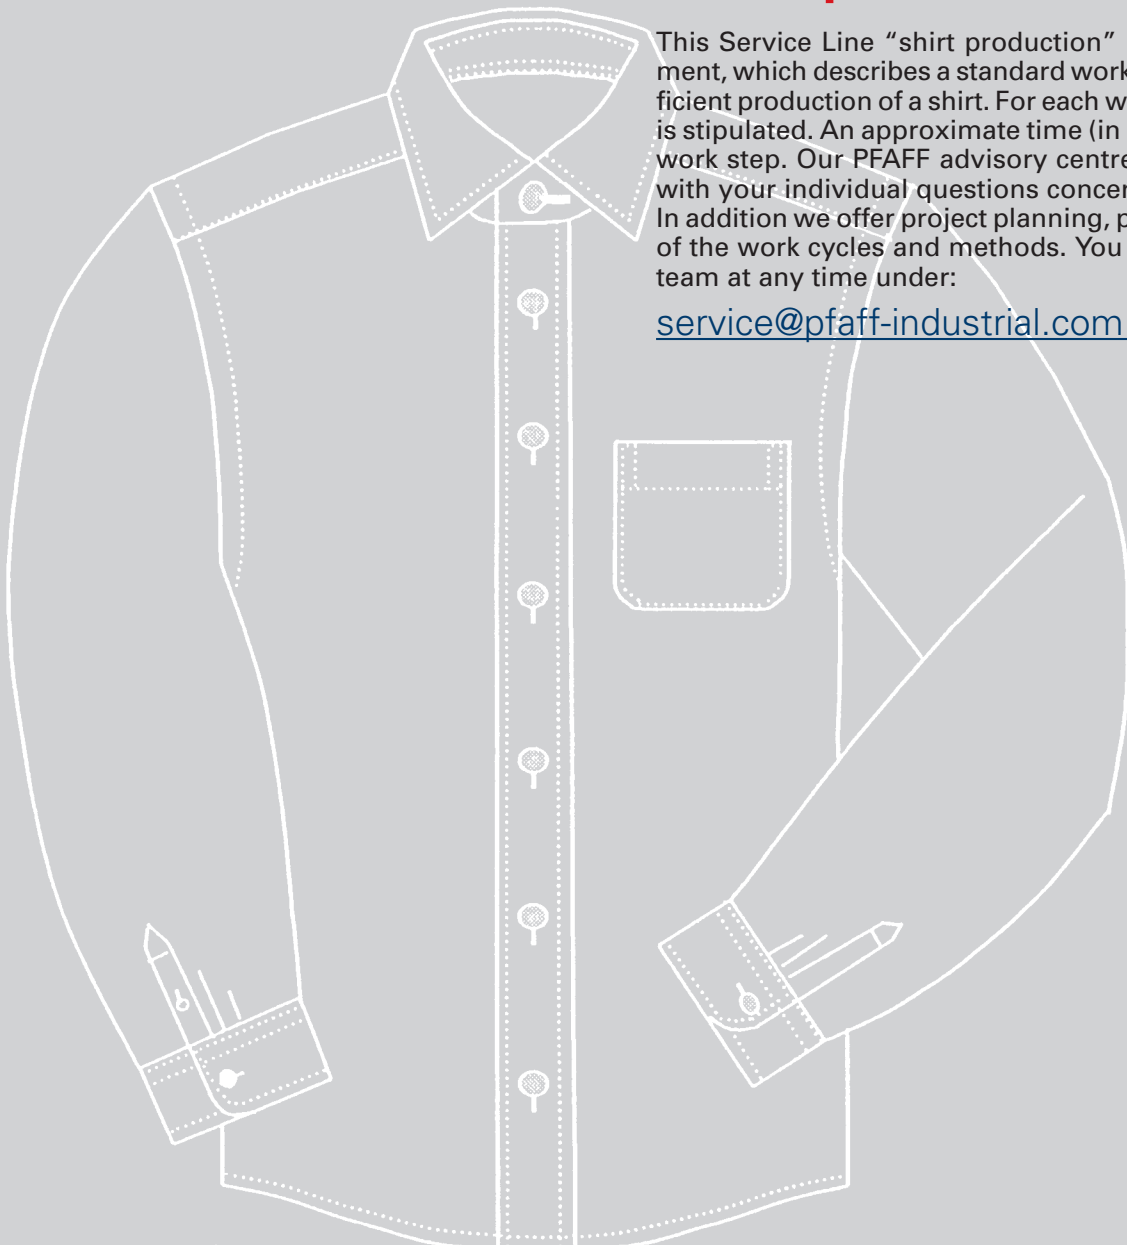 This Service Line “shirt production”
ment, which describes a standard work
ficient production of a shirt. For each w
is stipulated. An approximate time (in
work step. Our PFAFF advisory centre
with your individual questions concer
In addition we offer project planning, p
of the work cycles and methods. You
team at any time under:
service@pfaff-industrial.com